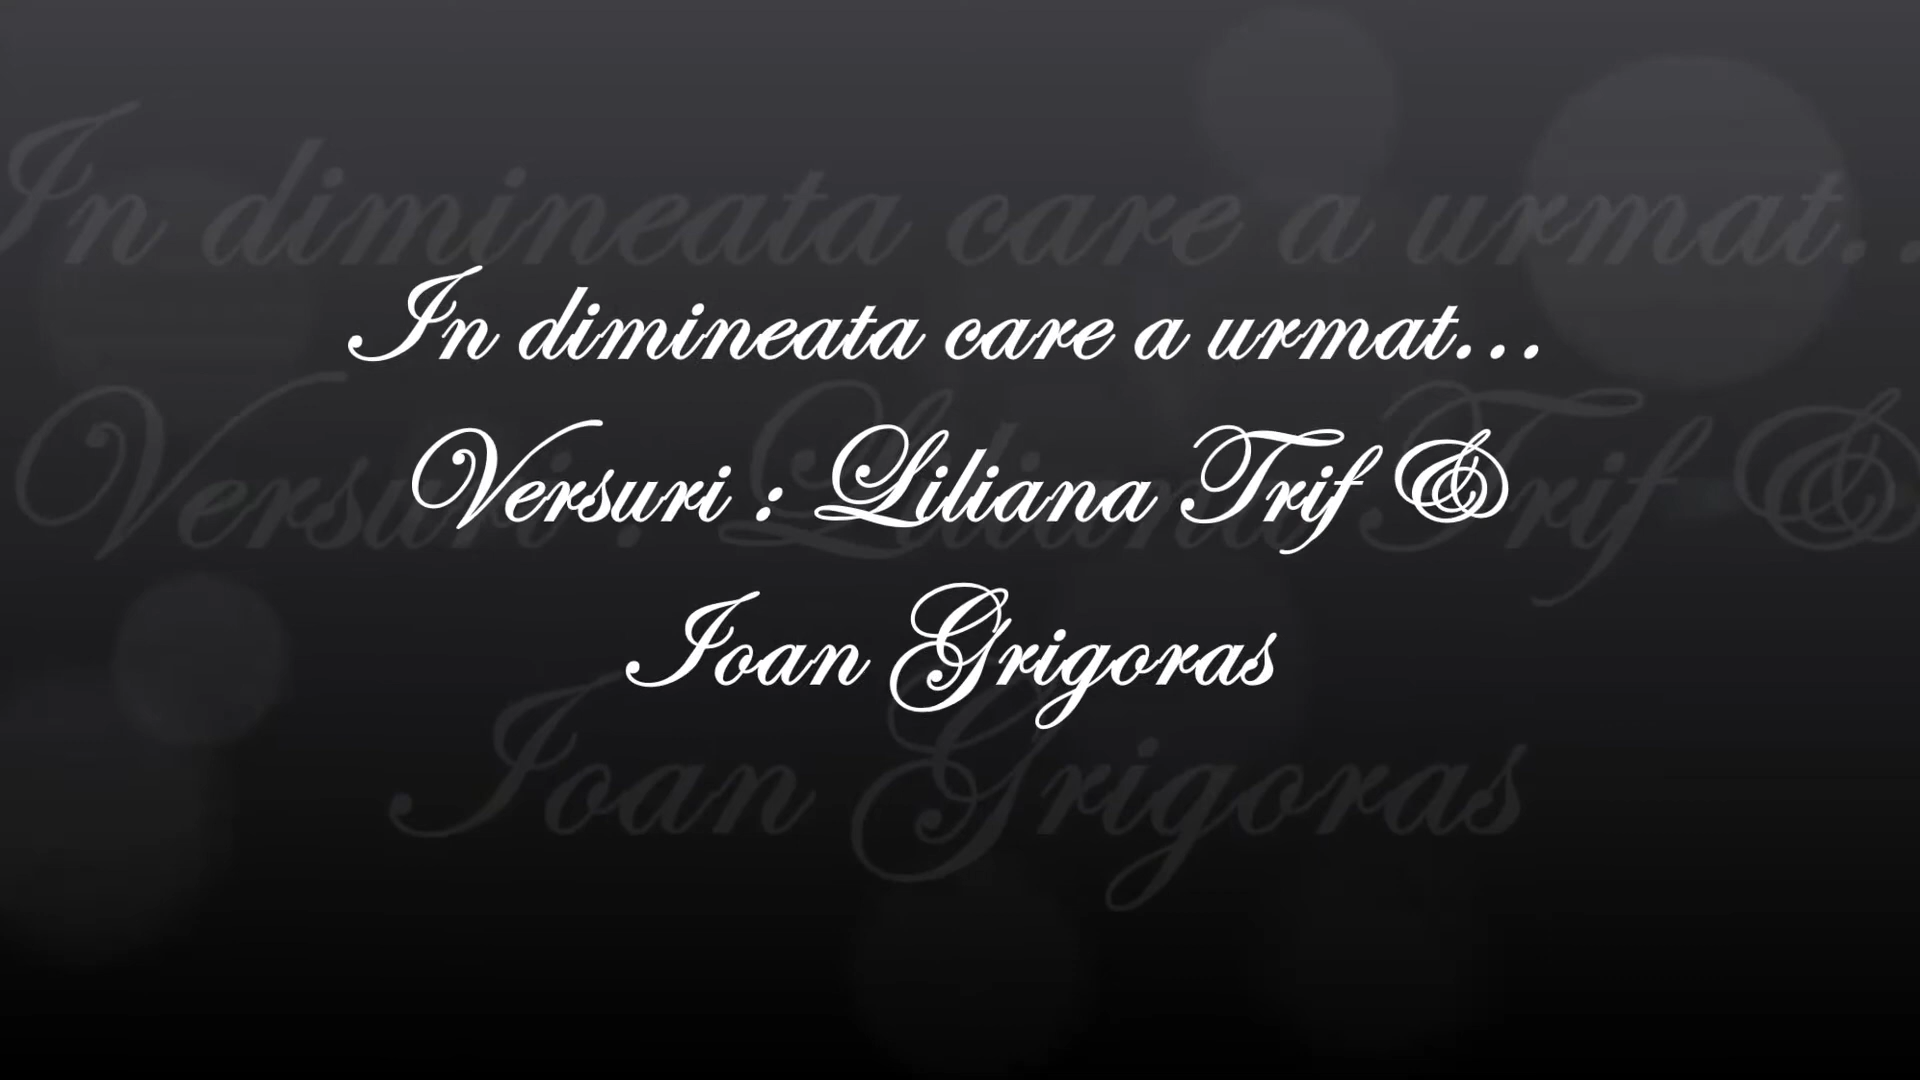 In dimineata care a urmat...
Versuri : Liliana Trif &
Ioan Grigoras